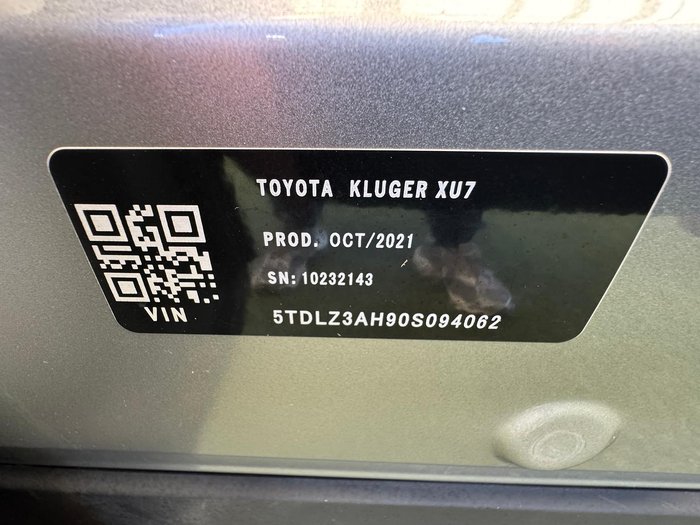 TOYOTA KLUGER XU7
PROD. OCT/2021
SN: 10232143
VIN
5TDLZ3AH90S094062